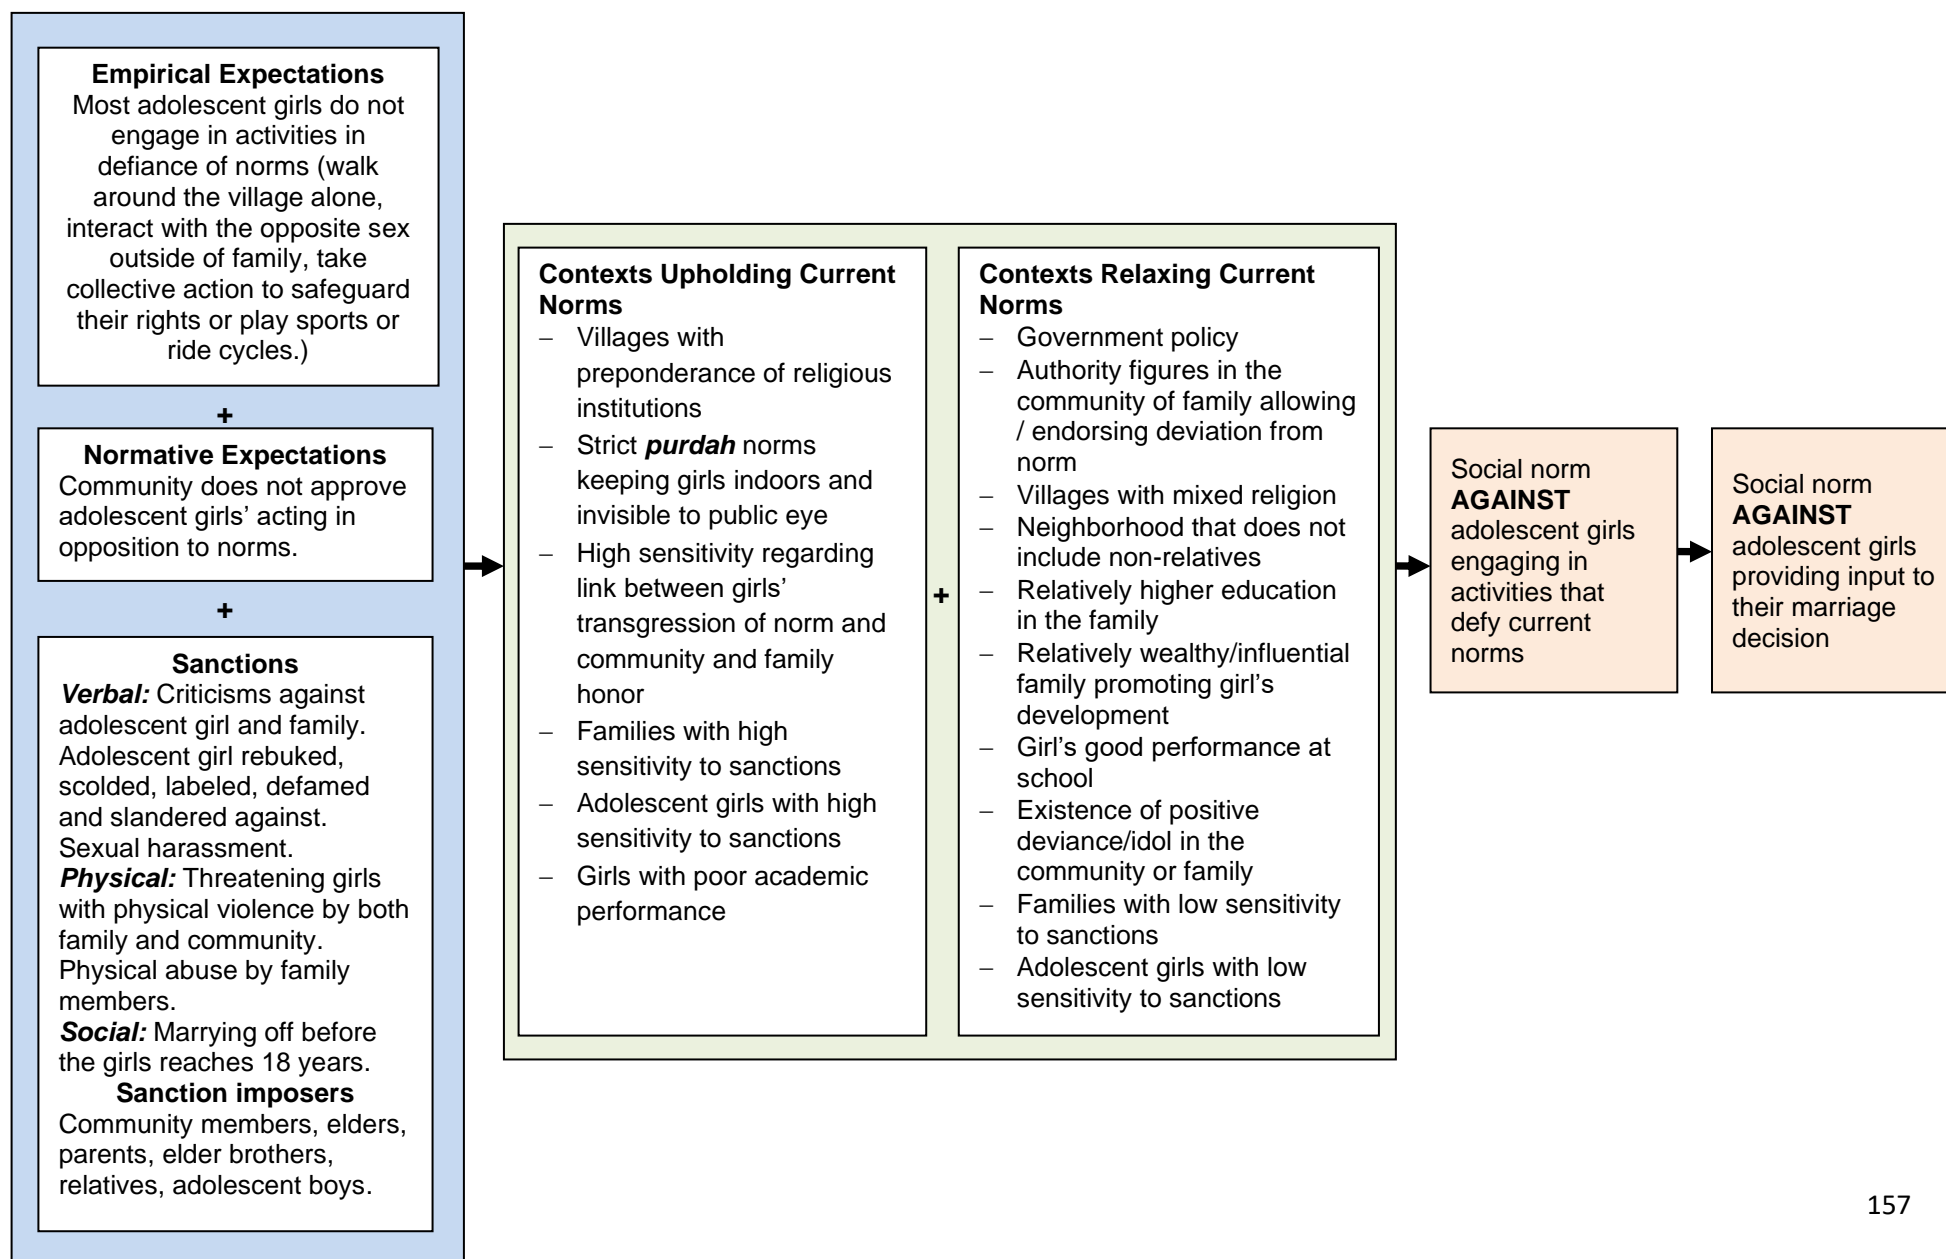 Empirical Expectations
Most adolescent girls do not
engage in activities in
defiance of norms (walk
around the village alone,
interact with the opposite sex
outside of family, take
collective action to safeguard
their rights or play sports or
ride cycles.)
+
Normative Expectations
Community does not approve
adolescent girls’ acting in
opposition to norms.
+
Sanctions
Verbal: Criticisms against
adolescent girl and family.
Adolescent girl rebuked,
scolded, labeled, defamed
and slandered against.
Sexual harassment.
Physical: Threatening girls
with physical violence by both
family and community.
Physical abuse by family
members.
Social: Marrying off before
the girls reaches 18 years.
Sanction imposers
Community members, elders,
parents, elder brothers,
relatives, adolescent boys.
Contexts Upholding Current
Norms
– Villages with
preponderance of religious
institutions
– Strict purdah norms
keeping girls indoors and
invisible to public eye
– High sensitivity regarding
link between girls’
transgression of norm and
community and family
honor
– Families with high
sensitivity to sanctions
– Adolescent girls with high
sensitivity to sanctions
– Girls with poor academic
performance
+
Contexts Relaxing Current
Norms
– Government policy
– Authority figures in the
community of family allowing
/ endorsing deviation from
norm
– Villages with mixed religion
– Neighborhood that does not
include non-relatives
– Relatively higher education
in the family
– Relatively wealthy/influential
family promoting girl’s
development
– Girl’s good performance at
school
– Existence of positive
deviance/idol in the
community or family
– Families with low sensitivity
to sanctions
– Adolescent girls with low
sensitivity to sanctions
Social norm
AGAINST
adolescent girls
engaging in
activities that
defy current
norms
Social norm
AGAINST
adolescent girls
providing input to
their marriage
decision
157